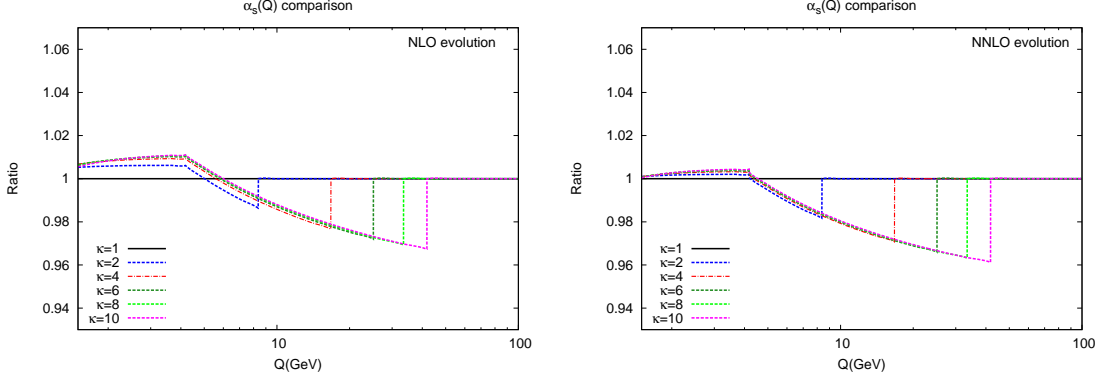 α_s(Q) comparison
NLO evolution
Ratio
1.06
1.04
1.02
1
0.98
0.96
0.94
κ=1
κ=2
κ=4
κ=6
κ=8
κ=10
10
100
Q(GeV)
α_s(Q) comparison
NNLO evolution
Ratio
1.06
1.04
1.02
1
0.98
0.96
0.94
κ=1
κ=2
κ=4
κ=6
κ=8
κ=10
10
100
Q(GeV)